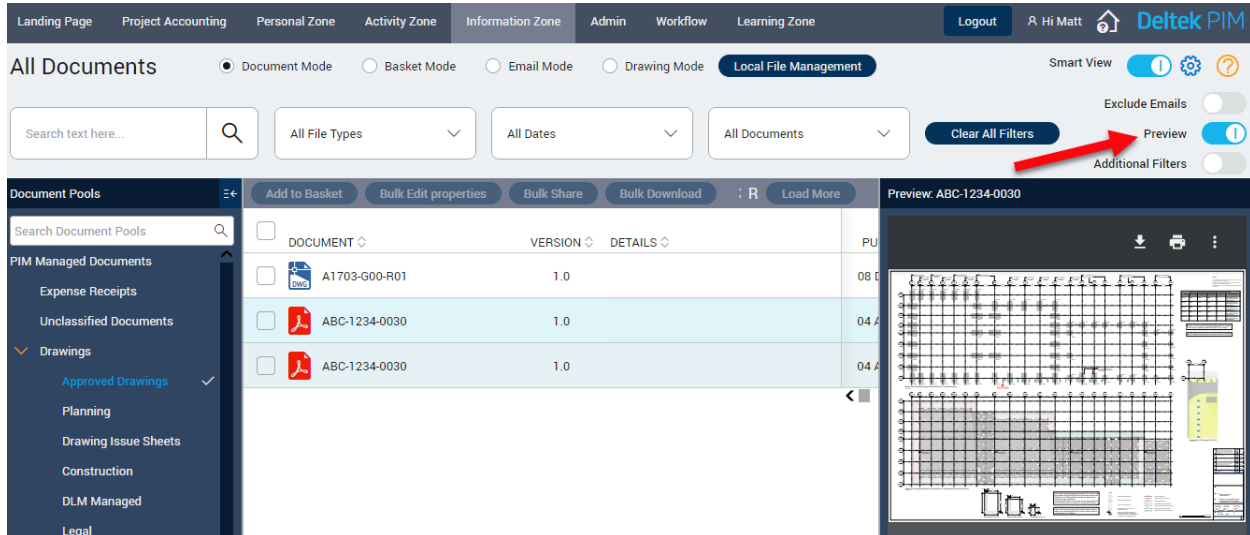 Landing Page Project Accounting Personal Zone Activity Zone Information Zone Admin Workflow Learning Zone Logout Hi Matt Deltek PIM
All Documents Document Mode Basket Mode Email Mode Drawing Mode Local File Management Smart View
Exclude Emails
Search text here... All File Types All Dates All Documents Clear All Filters Preview
Additional Filters
Document Pools Add to Basket Bulk Edit properties Bulk Share Bulk Download R Load More Preview: ABC-1234-0030
Search Document Pools
DOCUMENT VERSION DETAILS PU
PIM Managed Documents
Expense Receipts DWG A1703-G00-R01 1.0 08 D
Unclassified Documents ABC-1234-0030 1.0 04 A
Drawings
Approved Drawings ABC-1234-0030 1.0 04 A
Planning
Drawing Issue Sheets
Construction
DLM Managed
Legal